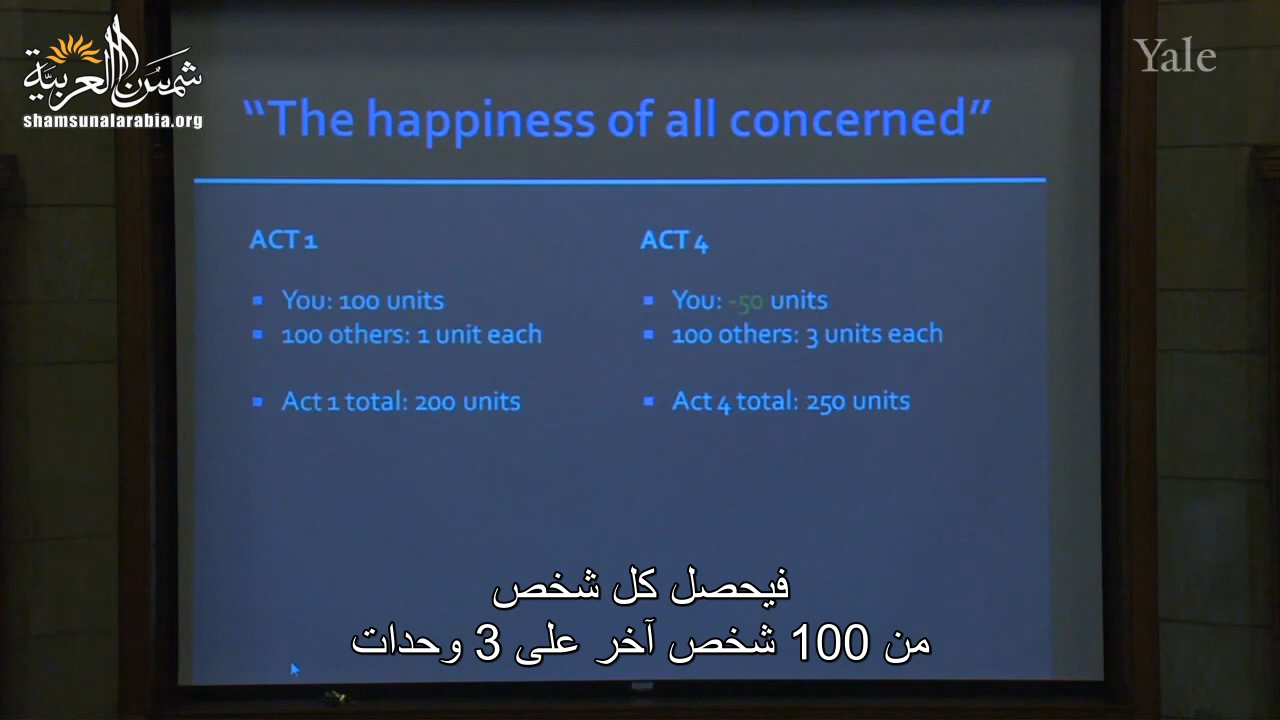 شمس العربية
shamsunalarabia.org
Yale
“The happiness of all concerned”
ACT 1
▪ You: 100 units
▪ 100 others: 1 unit each
▪ Act 1 total: 200 units
ACT 4
▪ You: -50 units
▪ 100 others: 3 units each
▪ Act 4 total: 250 units
فيحصل كل شخص
من 100 شخص آخر على 3 وحدات